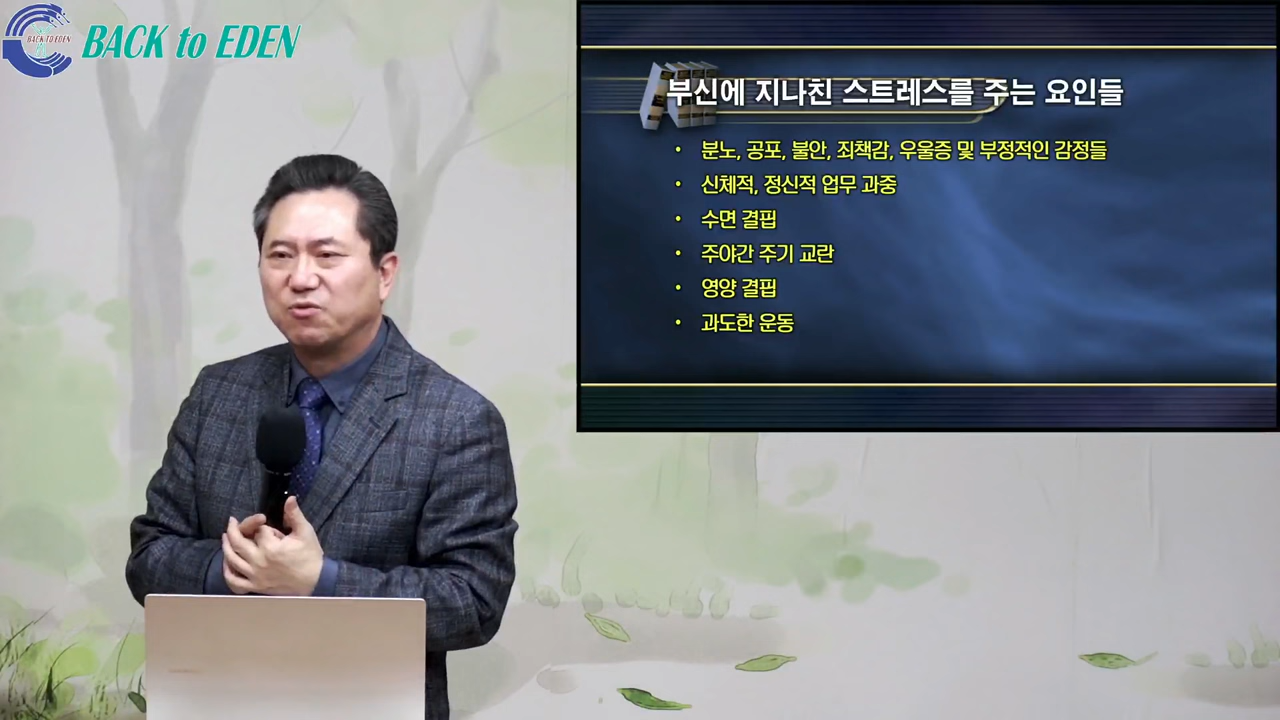 BACK TO EDEN
BACK to EDEN
부신에 지나친 스트레스를 주는 요인들
• 분노, 공포, 불안, 죄책감, 우울증 및 부정적인 감정들
• 신체적, 정신적 업무 과중
• 수면 결핍
• 주야간 주기 교란
• 영양 결핍
• 과도한 운동